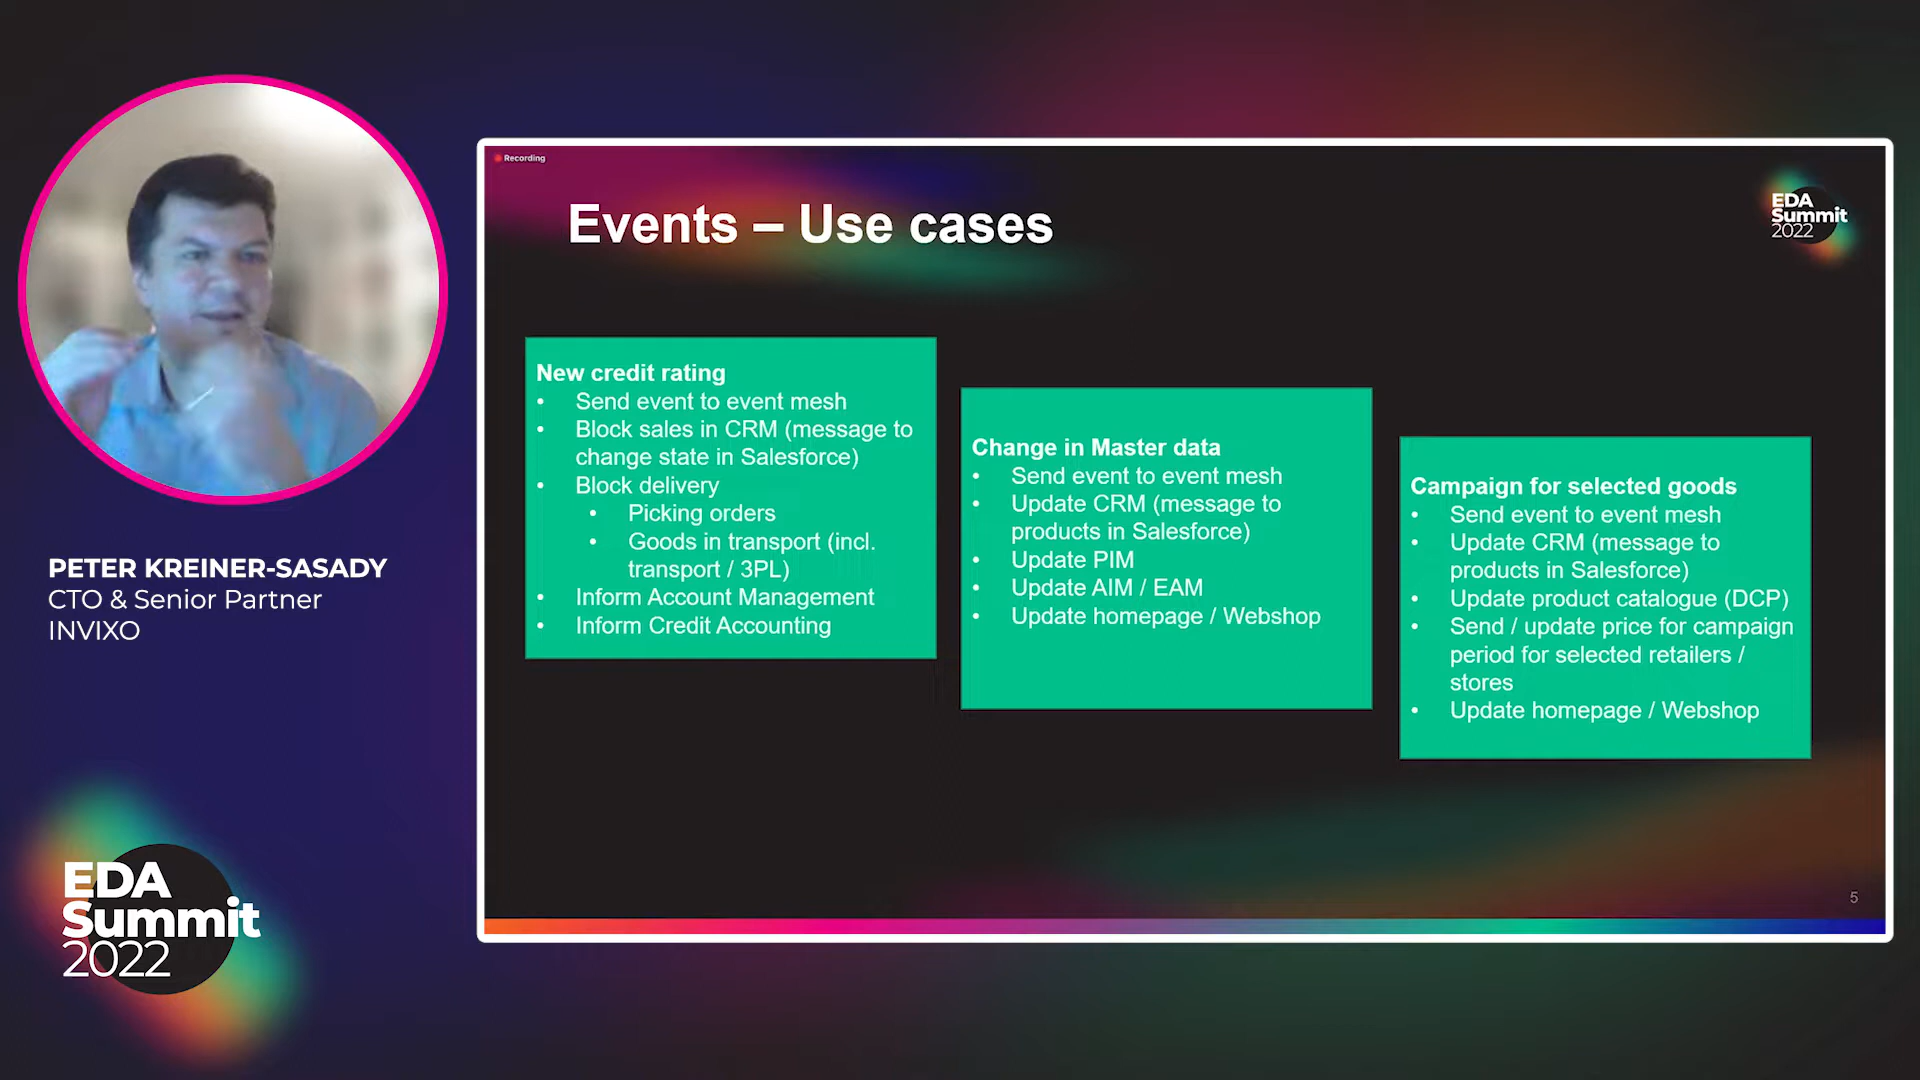 Recording
Events – Use cases
EDA
Summit
2022
New credit rating
• Send event to event mesh
• Block sales in CRM (message to
change state in Salesforce)
• Block delivery
• Picking orders
• Goods in transport (incl.
transport / 3PL)
• Inform Account Management
• Inform Credit Accounting
Change in Master data
• Send event to event mesh
• Update CRM (message to
products in Salesforce)
• Update PIM
• Update AIM / EAM
• Update homepage / Webshop
Campaign for selected goods
• Send event to event mesh
• Update CRM (message to
products in Salesforce)
• Update product catalogue (DCP)
• Send / update price for campaign
period for selected retailers /
stores
• Update homepage / Webshop
5
PETER KREINER-SASADY
CTO & Senior Partner
INVIXO
EDA
Summit
2022